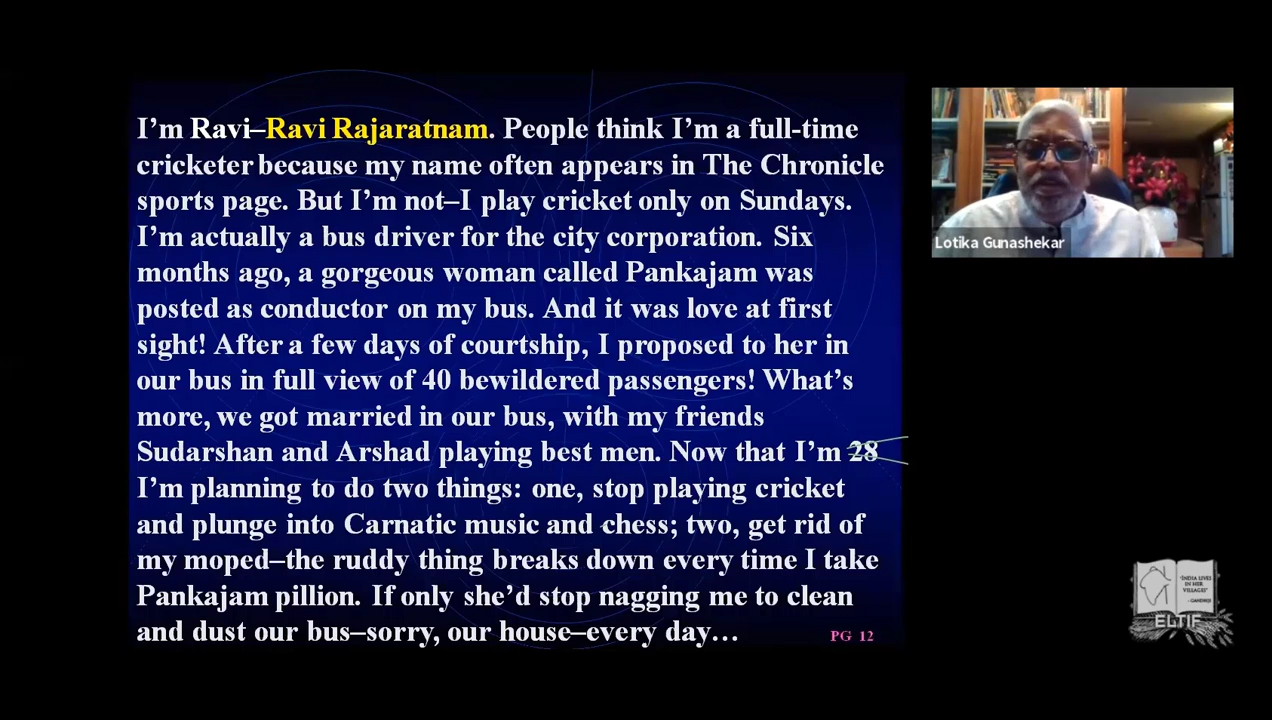 I'm Ravi–Ravi Rajaratnam. People think I'm a full-time
cricketer because my name often appears in The Chronicle
sports page. But I'm not–I play cricket only on Sundays.
I'm actually a bus driver for the city corporation. Six
months ago, a gorgeous woman called Pankajam was
posted as conductor on my bus. And it was love at first
sight! After a few days of courtship, I proposed to her in
our bus in full view of 40 bewildered passengers! What's
more, we got married in our bus, with my friends
Sudarshan and Arshad playing best men. Now that I'm 28
I'm planning to do two things: one, stop playing cricket
and plunge into Carnatic music and chess; two, get rid of
my moped–the ruddy thing breaks down every time I take
Pankajam pillion. If only she'd stop nagging me to clean
and dust our bus–sorry, our house–every day…
PG 12
Lotika Gunashekar
'INDIA LIVES
IN HER
VILLAGES'
ELTIF